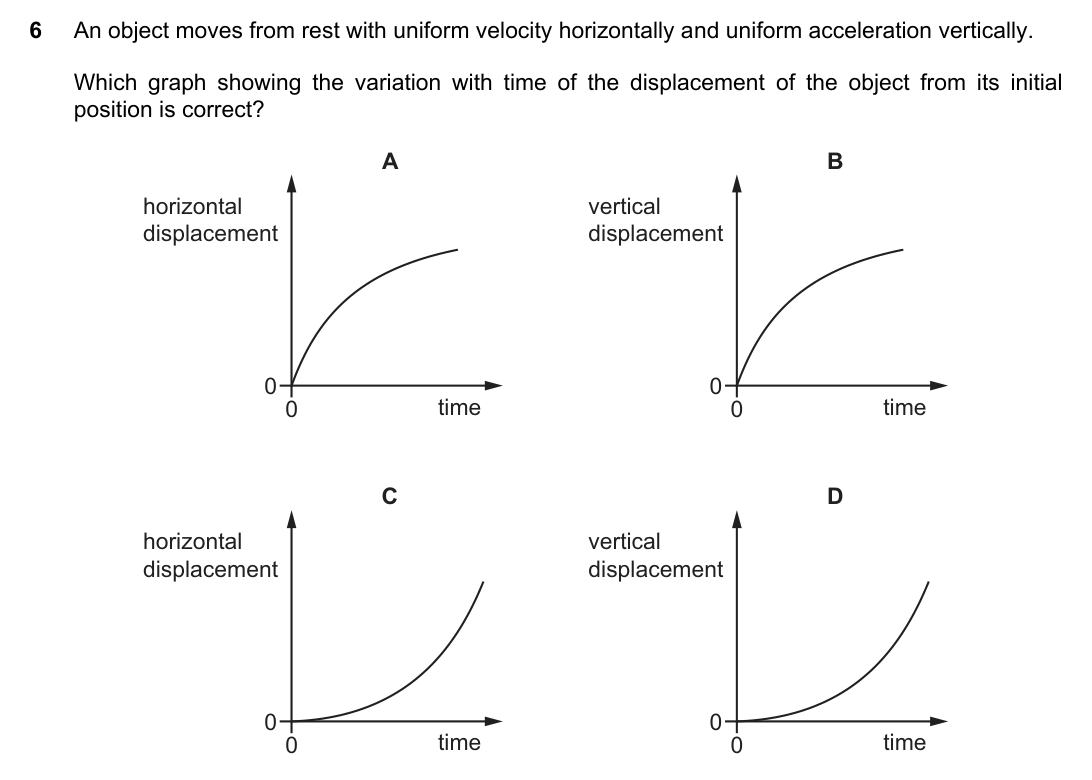 6 An object moves from rest with uniform velocity horizontally and uniform acceleration vertically.
Which graph showing the variation with time of the displacement of the object from its initial
position is correct?
A
horizontal
displacement
0
0
time
B
vertical
displacement
0
0
time
C
horizontal
displacement
0
0
time
D
vertical
displacement
0
0
time